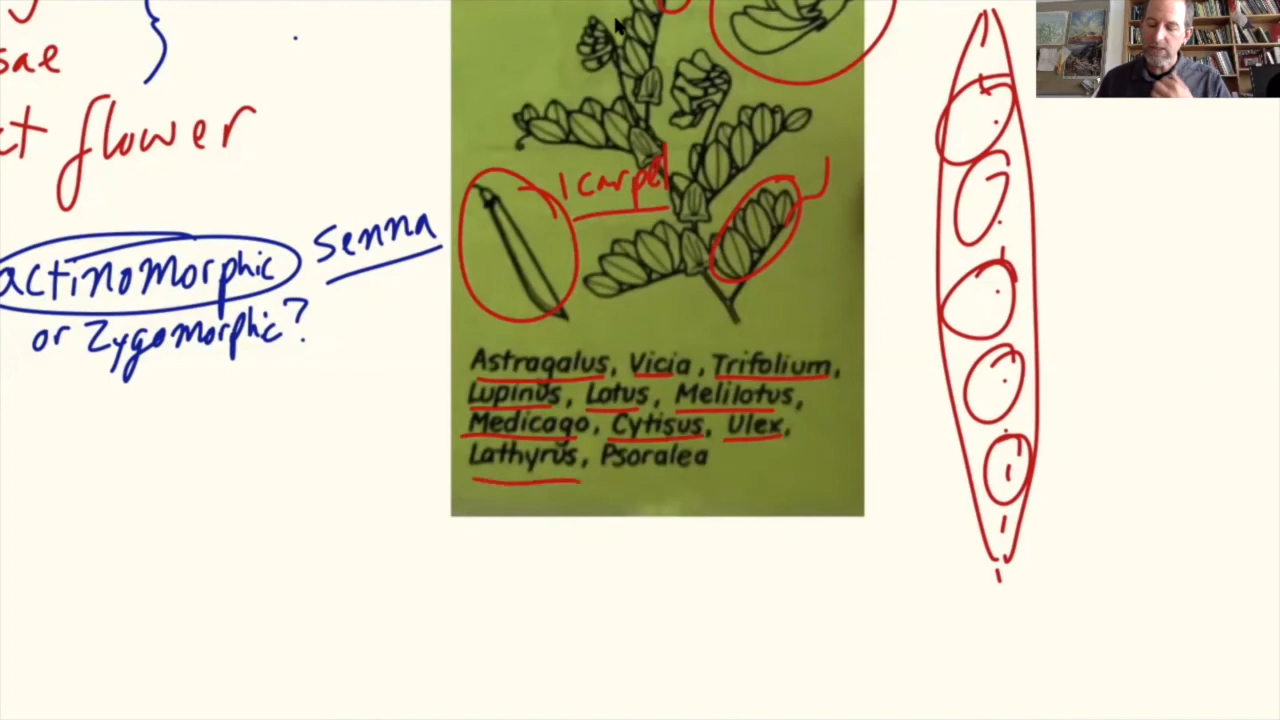 sae
ct flower
actinomorphic
or Zygomorphic?
Senna
1 carpel
Astragalus, Vicia, Trifolium,
Lupinus, Lotus, Melilotus,
Medicago, Cytisus, Ulex,
Lathyrus, Psoralea